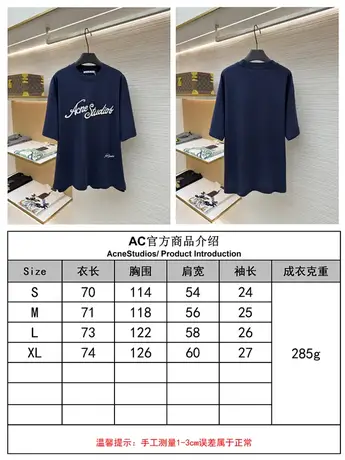 Acne Studios
AC官方商品介绍
AcneStudios/ Product Introduction
Size 衣长 胸围 肩宽 袖长 成衣克重
S 70 114 54 24
M 71 118 56 25
L 73 122 58 26
XL 74 126 60 27
285g
温馨提示：手工测量1-3cm误差属于正常